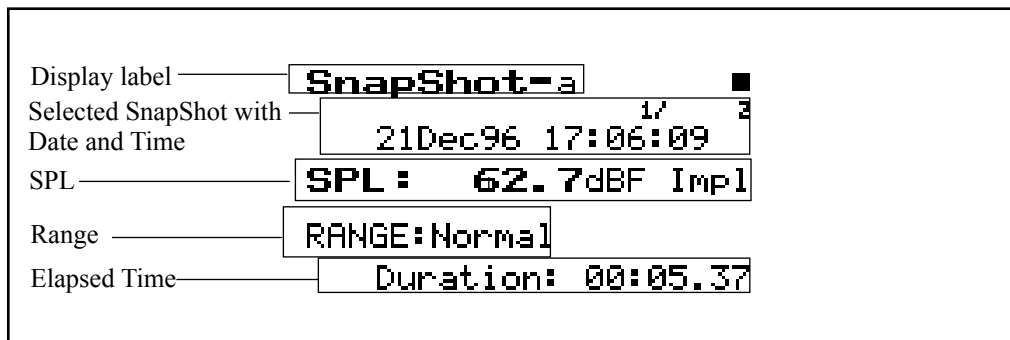 Display label SnapShot-a
Selected SnapShot with 1/ 2
Date and Time 21Dec96 17:06:09
SPL SPL: 62.7dBF Impl
Range RANGE:Normal
Elapsed Time Duration: 00:05.37